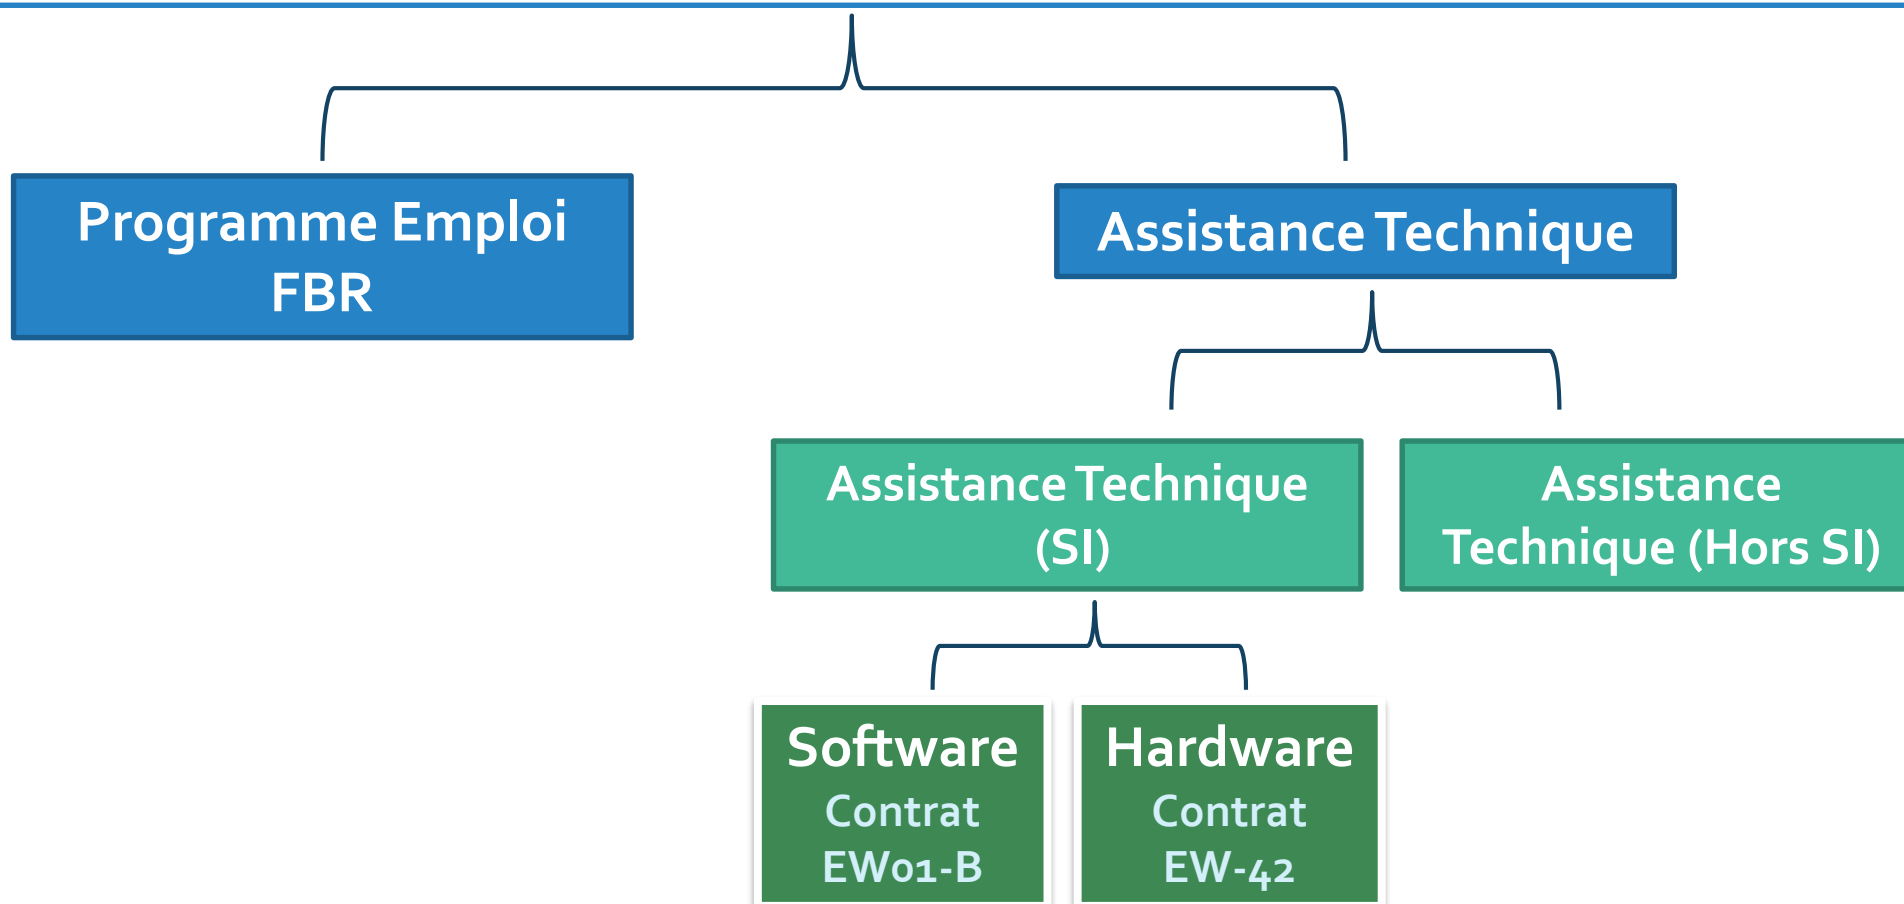 Programme Emploi
FBR
Assistance Technique
Assistance Technique
(SI)
Assistance
Technique (Hors SI)
Software
Contrat
EW01-B
Hardware
Contrat
EW-42